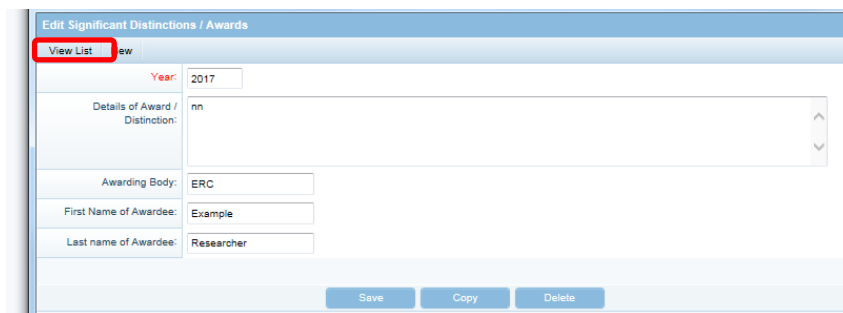 Edit Significant Distinctions / Awards
View List
Year: 2017
Details of Award / Distinction: nn
Awarding Body: ERC
First Name of Awardee: Example
Last name of Awardee: Researcher
Save Copy Delete